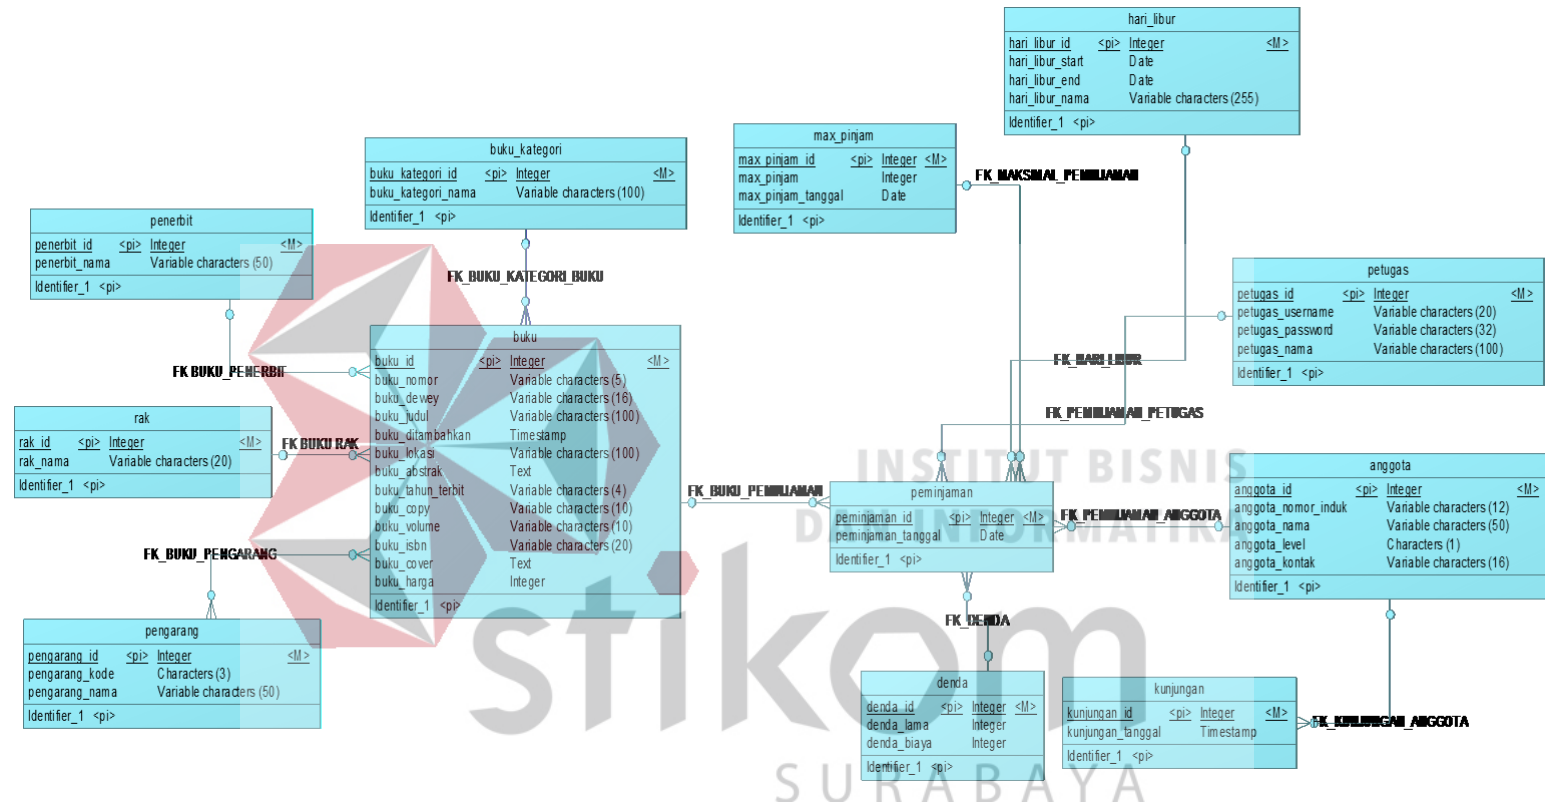 hari_libur
hari_libur_id <pi> Integer <M>
hari_libur_start Date
hari_libur_end Date
hari_libur_nama Variable characters (255)
Identifier_1 <pi>
max_pinjam
max_pinjam_id <pi> Integer <M>
max_pinjam Integer
max_pinjam_tanggal Date
Identifier_1 <pi>
FK_MAKSIMAL_PEMINJAMAN
buku_kategori
buku_kategori_id <pi> Integer <M>
buku_kategori_nama Variable characters (100)
Identifier_1 <pi>
FK_BUKU_KATEGORI_BUKU
penerbit
penerbit_id <pi> Integer <M>
penerbit_nama Variable characters (50)
Identifier_1 <pi>
FK BUKU_PENERBIT
petugas
petugas_id <pi> Integer <M>
petugas_username Variable characters (20)
petugas_password Variable characters (32)
petugas_nama Variable characters (100)
Identifier_1 <pi>
FK_HARI_LIBUR
FK_PEMINJAMAN_PETUGAS
buku
buku_id <pi> Integer <M>
buku_nomor Variable characters (5)
buku_dewey Variable characters (16)
buku_judul Variable characters (100)
buku_ditambahkan Timestamp
buku_lokasi Variable characters (100)
buku_abstrak Text
buku_tahun_terbit Variable characters (4)
buku_copy Variable characters (10)
buku_volume Variable characters (10)
buku_isbn Variable characters (20)
buku_cover Text
buku_harga Integer
Identifier_1 <pi>
rak
rak_id <pi> Integer <M>
rak_nama Variable characters (20)
Identifier_1 <pi>
FK BUKU RAK
FK_BUKU_PENGARANG
pengarang
pengarang_id <pi> Integer <M>
pengarang_kode Characters (3)
pengarang_nama Variable characters (50)
Identifier_1 <pi>
FK_BUKU_PEMINJAMAN
INSTITUT BISNIS
DAN INFORMATIKA
peminjaman
peminjaman_id <pi> Integer <M>
peminjaman_tanggal Date
Identifier_1 <pi>
FK_PEMINJAMAN_ANGGOTA
anggota
anggota_id <pi> Integer <M>
anggota_nomor_induk Variable characters (12)
anggota_nama Variable characters (50)
anggota_level Characters (1)
anggota_kontak Variable characters (16)
Identifier_1 <pi>
FK_DENDA
stikom
denda
denda_id <pi> Integer <M>
denda_lama Integer
denda_biaya Integer
Identifier_1 <pi>
kunjungan
kunjungan_id <pi> Integer <M>
kunjungan_tanggal Timestamp
Identifier_1 <pi>
FK_KUNJUNGAN_ANGGOTA
SURABAYA